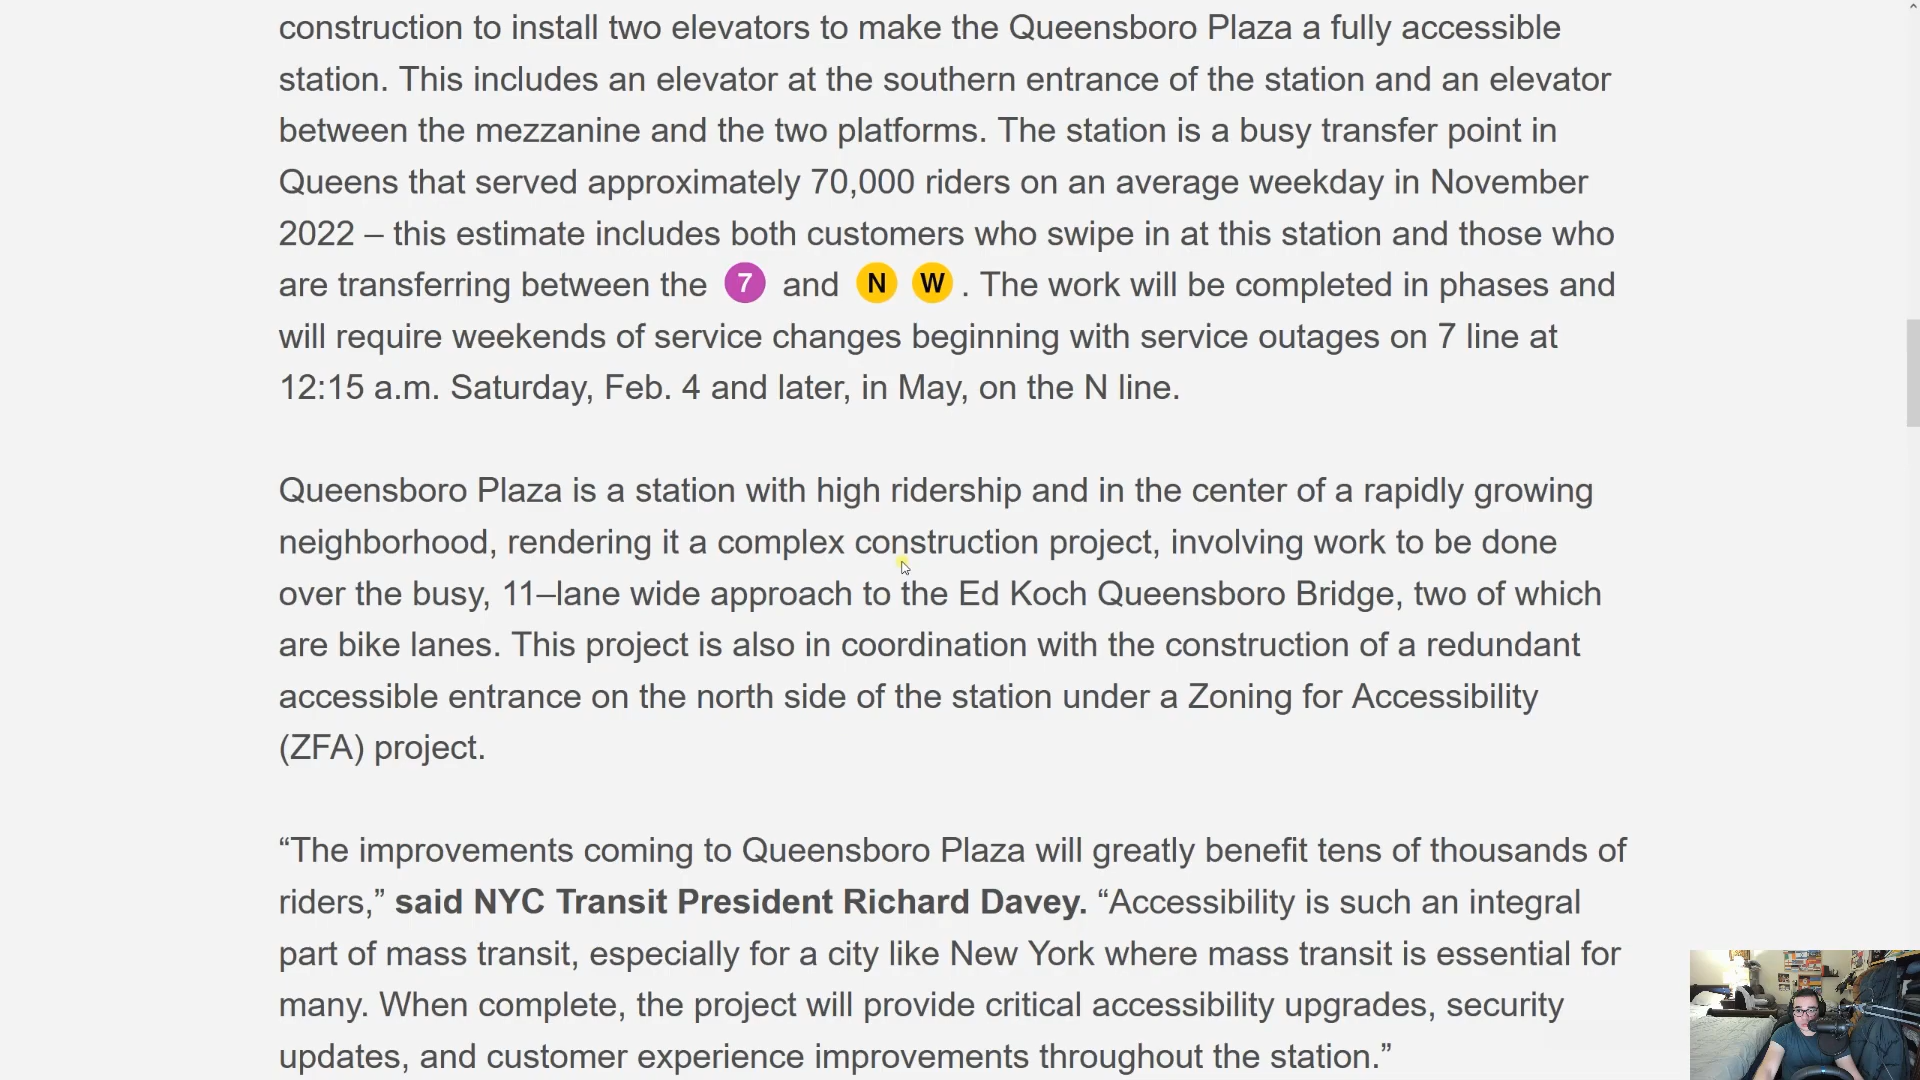 construction to install two elevators to make the Queensboro Plaza a fully accessible
station. This includes an elevator at the southern entrance of the station and an elevator
between the mezzanine and the two platforms. The station is a busy transfer point in
Queens that served approximately 70,000 riders on an average weekday in November
2022 – this estimate includes both customers who swipe in at this station and those who
are transferring between the 7 and N W . The work will be completed in phases and
will require weekends of service changes beginning with service outages on 7 line at
12:15 a.m. Saturday, Feb. 4 and later, in May, on the N line.
Queensboro Plaza is a station with high ridership and in the center of a rapidly growing
neighborhood, rendering it a complex construction project, involving work to be done
over the busy, 11–lane wide approach to the Ed Koch Queensboro Bridge, two of which
are bike lanes. This project is also in coordination with the construction of a redundant
accessible entrance on the north side of the station under a Zoning for Accessibility
(ZFA) project.
“The improvements coming to Queensboro Plaza will greatly benefit tens of thousands of
riders,” said NYC Transit President Richard Davey. “Accessibility is such an integral
part of mass transit, especially for a city like New York where mass transit is essential for
many. When complete, the project will provide critical accessibility upgrades, security
updates, and customer experience improvements throughout the station.”